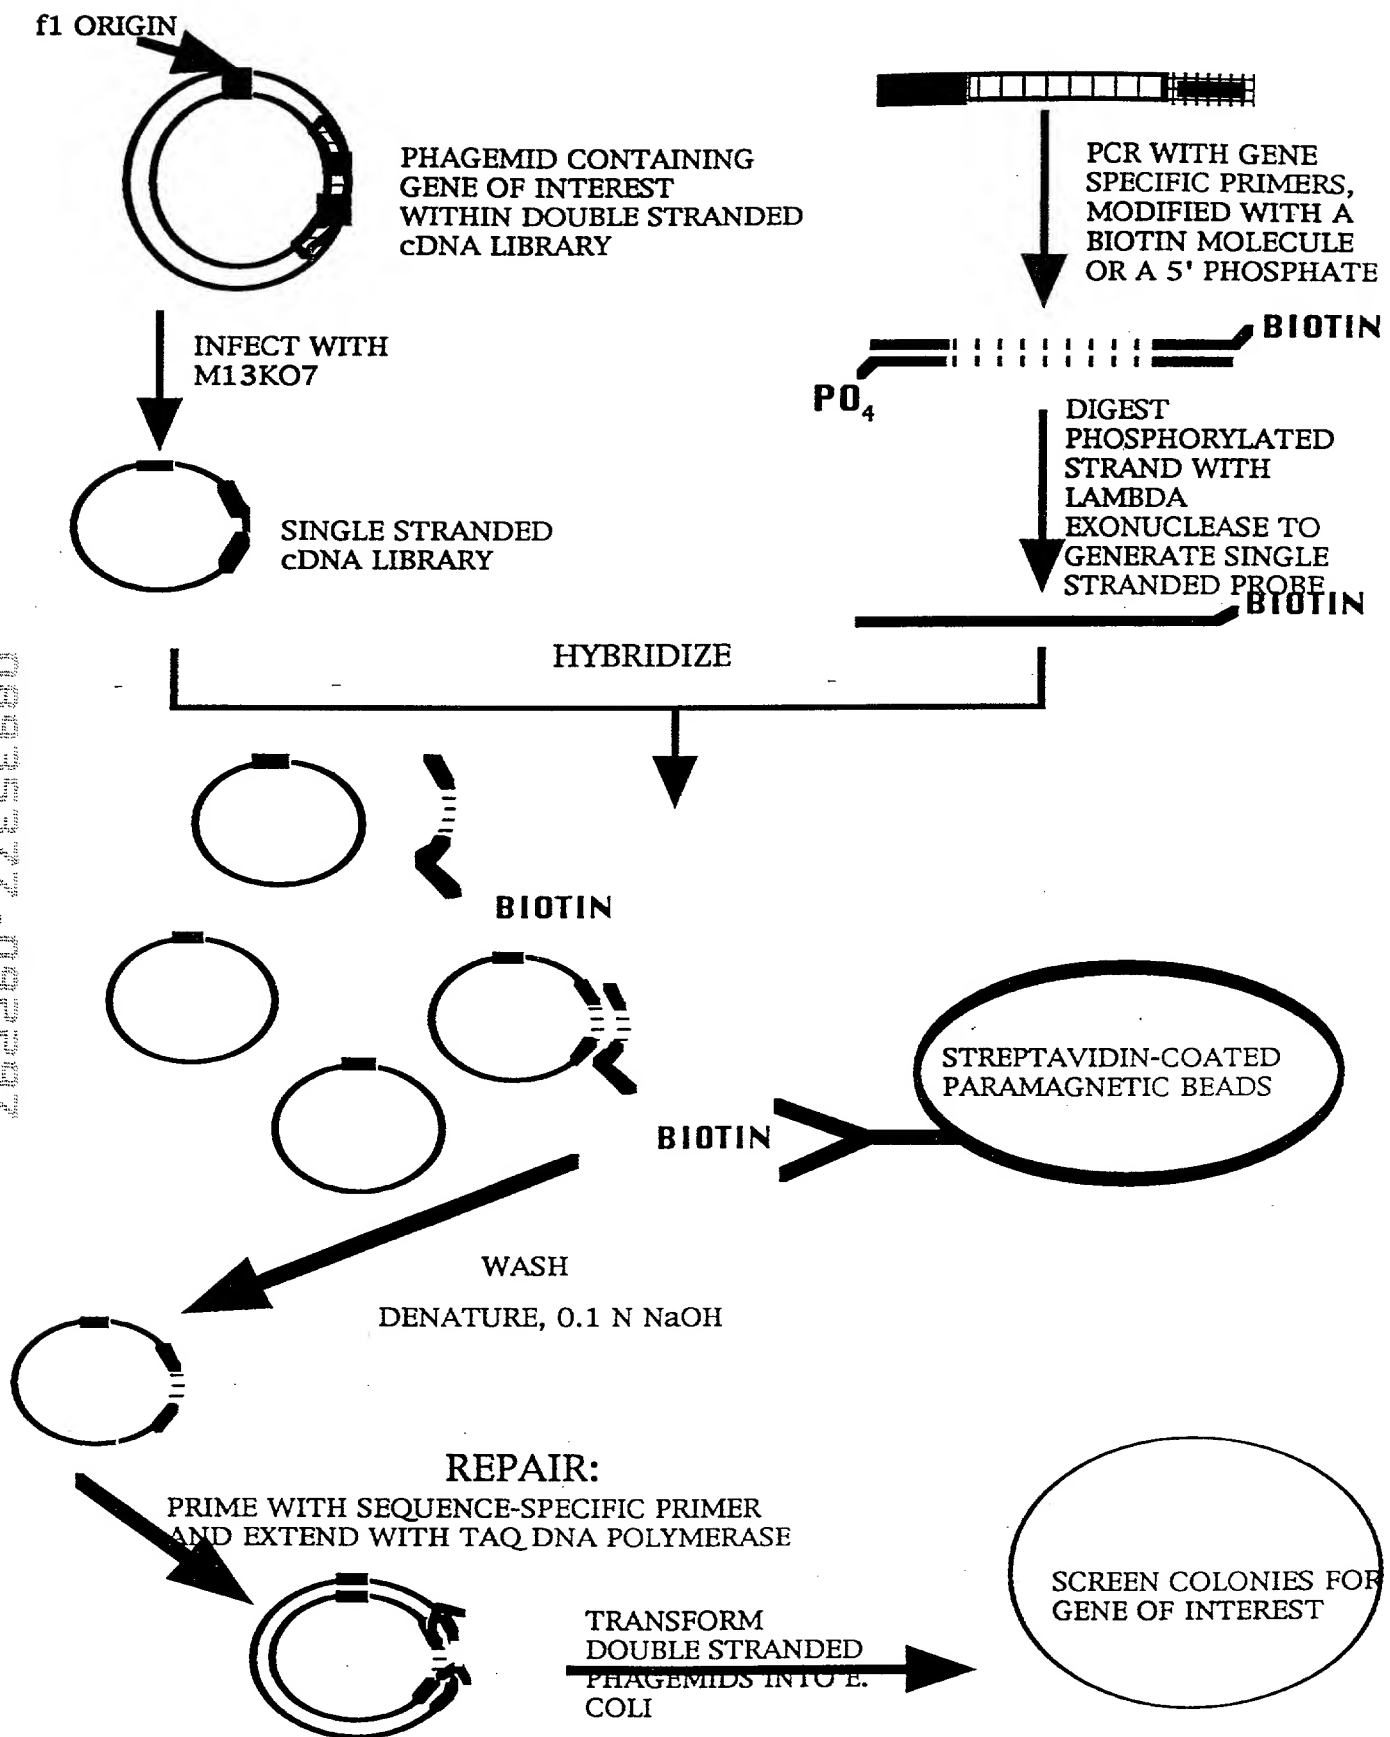 f1 ORIGIN
PHAGEMID CONTAINING
GENE OF INTEREST
WITHIN DOUBLE STRANDED
cDNA LIBRARY
PCR WITH GENE
SPECIFIC PRIMERS,
MODIFIED WITH A
BIOTIN MOLECULE
OR A 5' PHOSPHATE
INFECT WITH
M13KO7
BIOTIN
PO4
DIGEST
PHOSPHORYLATED
STRAND WITH
LAMBDA
EXONUCLEASE TO
GENERATE SINGLE
STRANDED PROBE
BIOTIN
SINGLE STRANDED
cDNA LIBRARY
HYBRIDIZE
BIOTIN
STREPTAVIDIN-COATED
PARAMAGNETIC BEADS
BIOTIN
WASH
DENATURE, 0.1 N NaOH
REPAIR:
PRIME WITH SEQUENCE-SPECIFIC PRIMER
AND EXTEND WITH TAQ DNA POLYMERASE
TRANSFORM
DOUBLE STRANDED
PHAGEMIDS INTO E.
COLI
SCREEN COLONIES FOR
GENE OF INTEREST